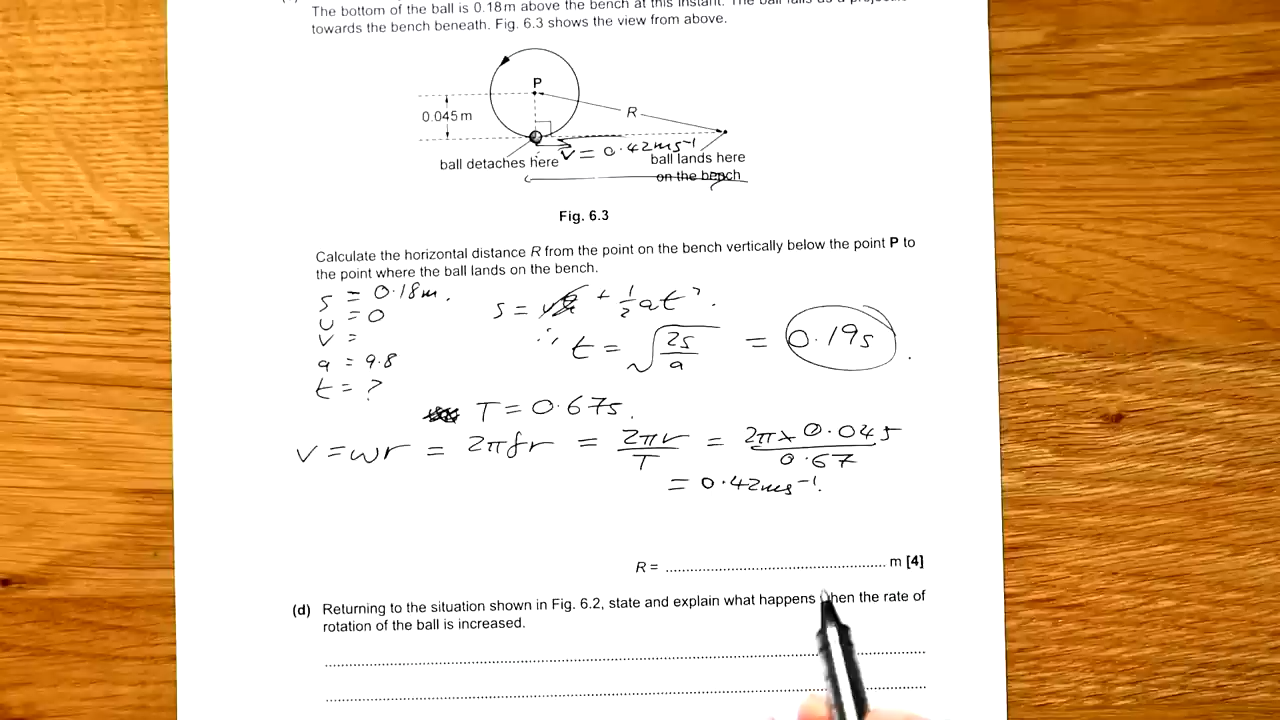 The bottom of the ball is 0.18m above the bench at this instant. The ball falls as a
towards the bench beneath. Fig. 6.3 shows the view from above.
P
0.045m
R
v = 0.42ms⁻¹
ball detaches here
ball lands here
on the bench
Fig. 6.3
Calculate the horizontal distance R from the point on the bench vertically below the point P to
the point where the ball lands on the bench.
s = 0.18m.
u = 0
v =
a = 9.8
t = ?
s = ut + ½at².
∴ t = √(2s/a) = 0.19s.
T = 0.67s.
v = ωr = 2πfr = 2πr/T = 2π × 0.045/0.67
= 0.42ms⁻¹.
R = ........................................ m [4]
(d) Returning to the situation shown in Fig. 6.2, state and explain what happens when the rate of
rotation of the ball is increased.